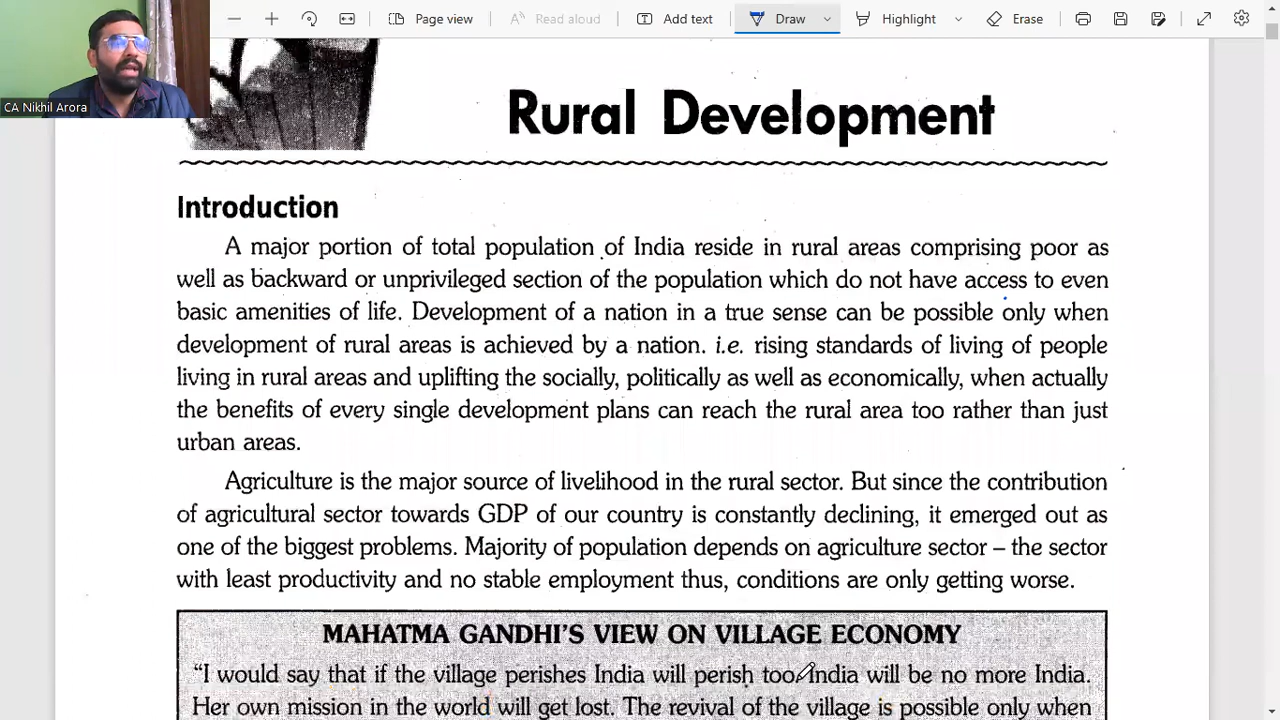 Page view
Read aloud
Add text
Draw
Highlight
Erase
CA Nikhil Arora
Rural Development
Introduction
A major portion of total population of India reside in rural areas comprising poor as
well as backward or unprivileged section of the population which do not have access to even
basic amenities of life. Development of a nation in a true sense can be possible only when
development of rural areas is achieved by a nation. i.e. rising standards of living of people
living in rural areas and uplifting the socially, politically as well as economically, when actually
the benefits of every single development plans can reach the rural area too rather than just
urban areas.
Agriculture is the major source of livelihood in the rural sector. But since the contribution
of agricultural sector towards GDP of our country is constantly declining, it emerged out as
one of the biggest problems. Majority of population depends on agriculture sector – the sector
with least productivity and no stable employment thus, conditions are only getting worse.
MAHATMA GANDHI'S VIEW ON VILLAGE ECONOMY
“I would say that if the village perishes India will perish too India will be no more India.
Her own mission in the world will get lost. The revival of the village is possible only when